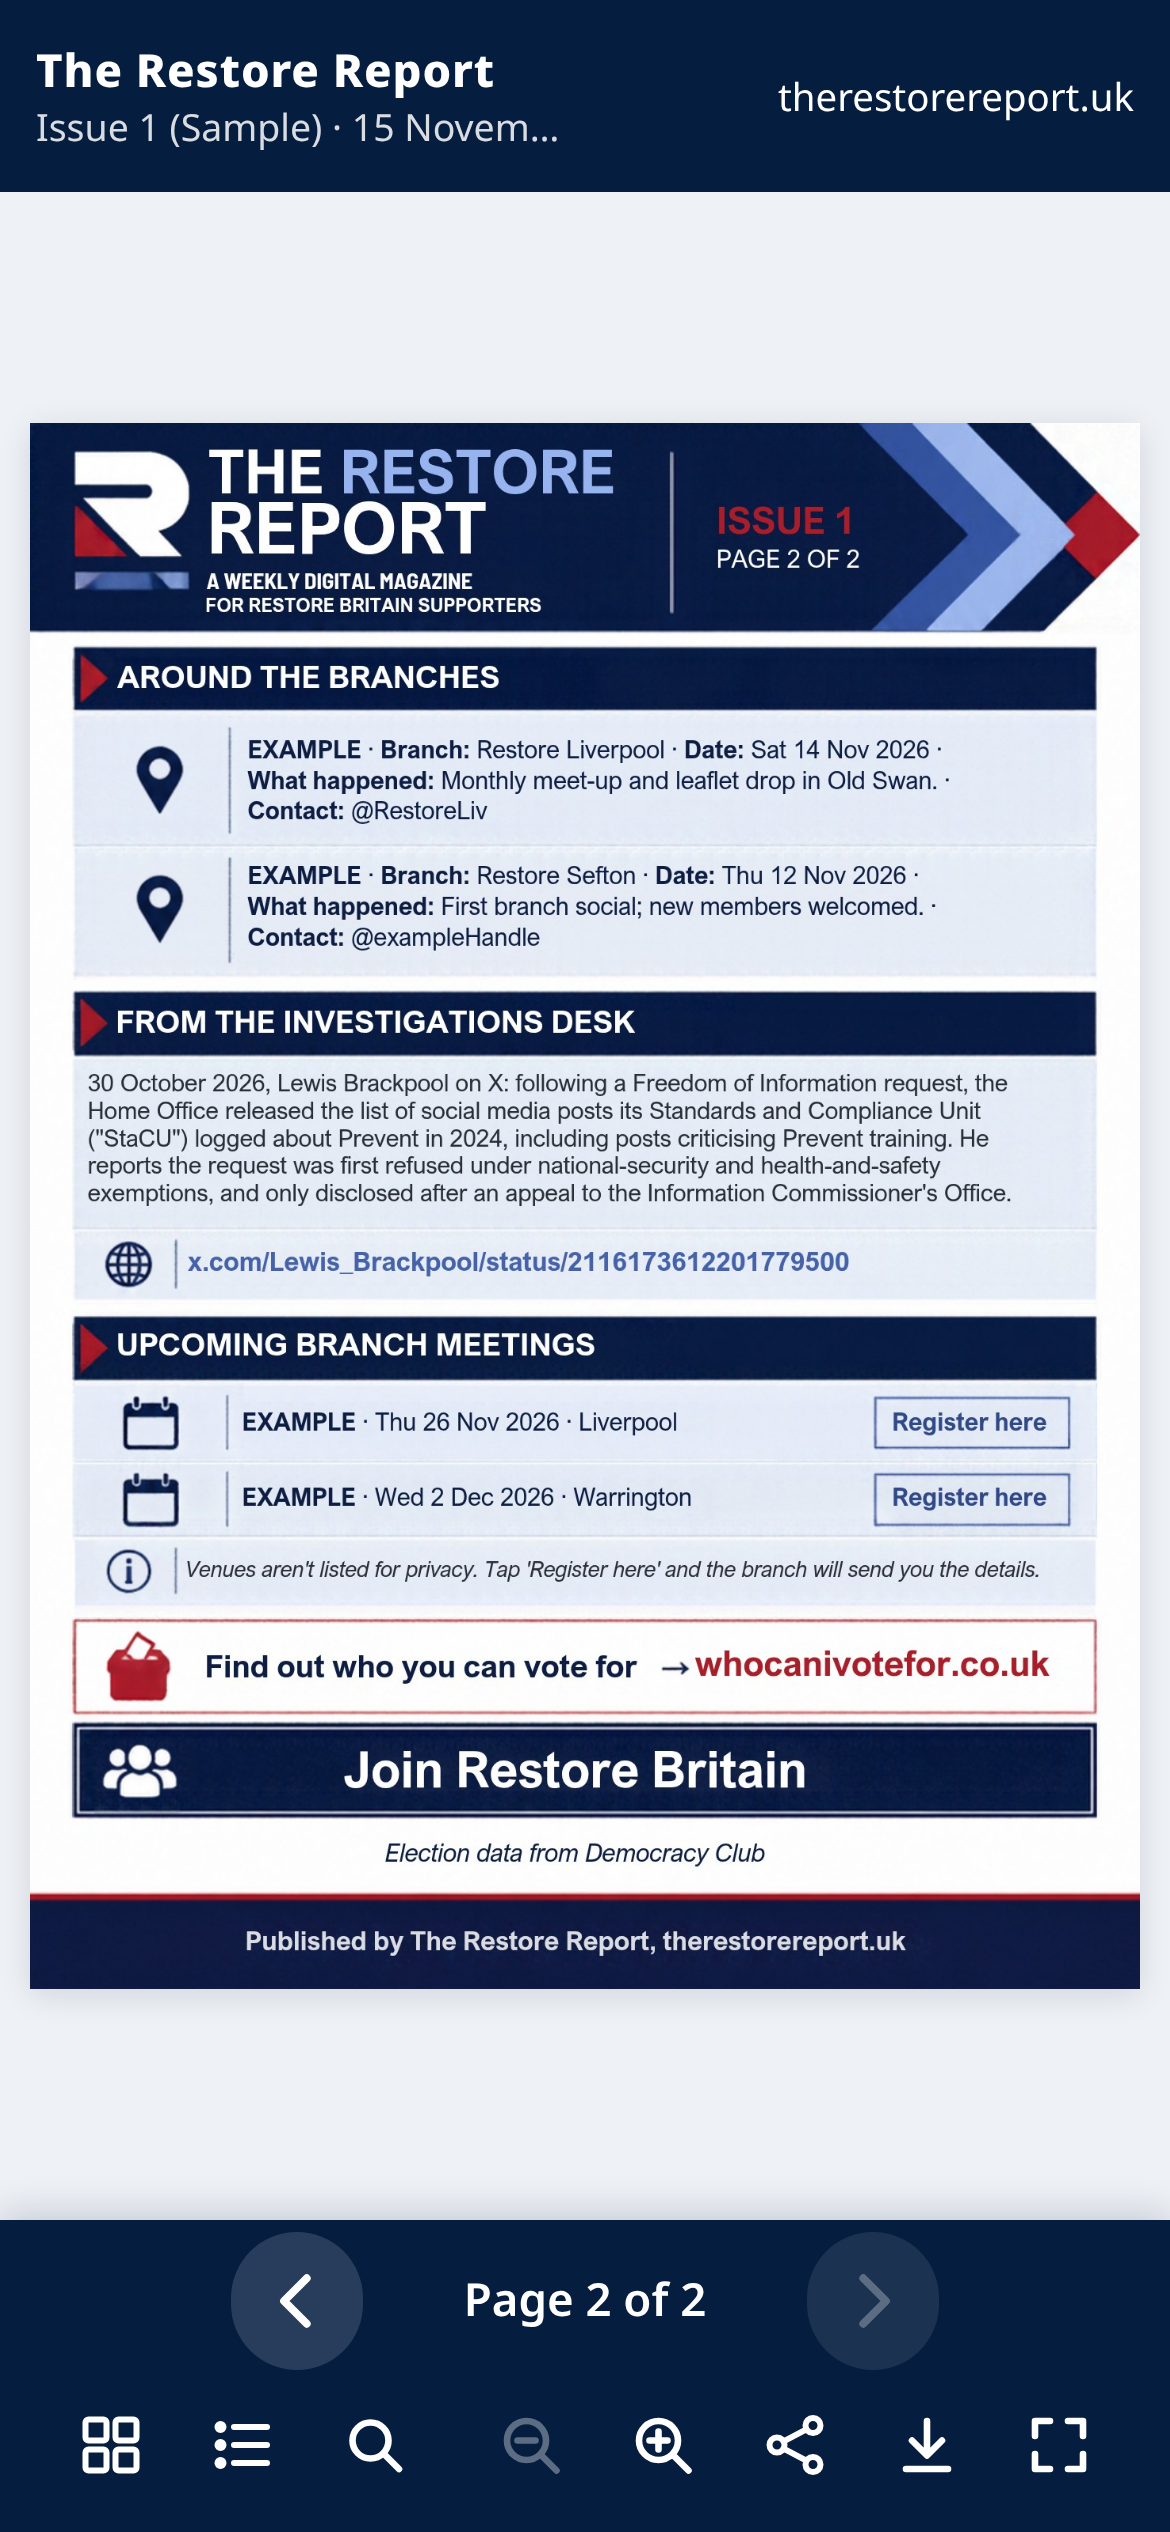 The Restore Report
Issue 1 (Sample) · 15 Novem...
therestorereport.uk
THE RESTORE
REPORT
A WEEKLY DIGITAL MAGAZINE
FOR RESTORE BRITAIN SUPPORTERS
ISSUE 1
PAGE 2 OF 2
AROUND THE BRANCHES
EXAMPLE · Branch: Restore Liverpool · Date: Sat 14 Nov 2026 ·
What happened: Monthly meet-up and leaflet drop in Old Swan. ·
Contact: @RestoreLiv
EXAMPLE · Branch: Restore Sefton · Date: Thu 12 Nov 2026 ·
What happened: First branch social; new members welcomed. ·
Contact: @exampleHandle
FROM THE INVESTIGATIONS DESK
30 October 2026, Lewis Brackpool on X: following a Freedom of Information request, the
Home Office released the list of social media posts its Standards and Compliance Unit
("StaCU") logged about Prevent in 2024, including posts criticising Prevent training. He
reports the request was first refused under national-security and health-and-safety
exemptions, and only disclosed after an appeal to the Information Commissioner's Office.
x.com/Lewis_Brackpool/status/2116173612201779500
UPCOMING BRANCH MEETINGS
EXAMPLE · Thu 26 Nov 2026 · Liverpool
Register here
EXAMPLE · Wed 2 Dec 2026 · Warrington
Register here
Venues aren't listed for privacy. Tap 'Register here' and the branch will send you the details.
Find out who you can vote for → whocanivotefor.co.uk
Join Restore Britain
Election data from Democracy Club
Published by The Restore Report, therestorereport.uk
Page 2 of 2